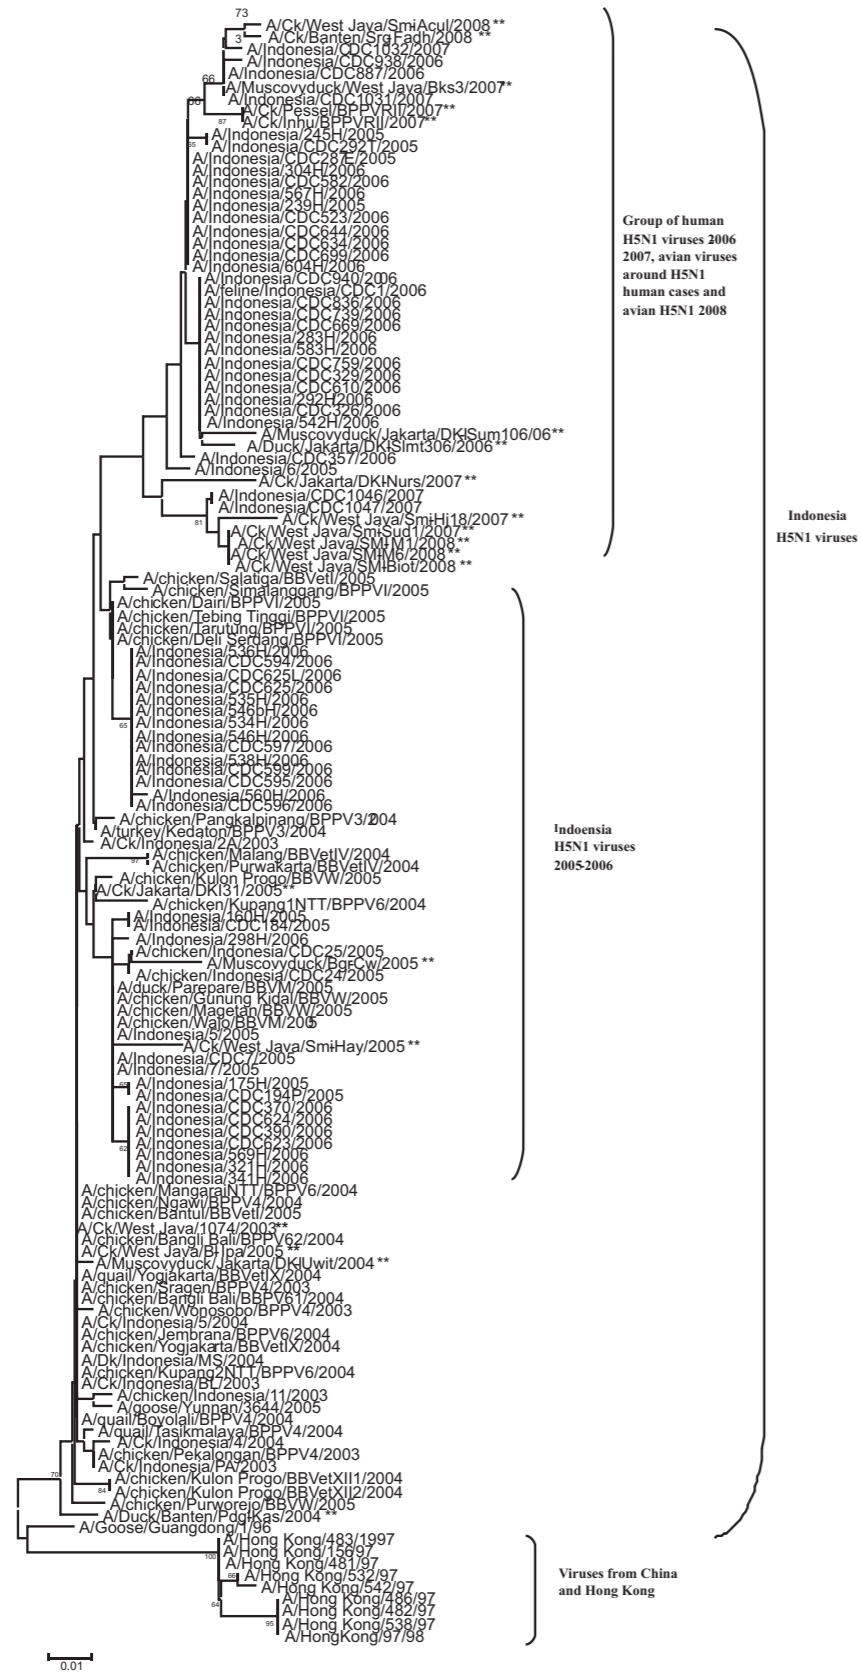 73
A/Ck/West Java/Smi-Acul/2008 **
3
A/Ck/Banten/Srg Fadh/2008 **
A/Indonesia/CDC1032/2007
A/Indonesia/CDC938/2006
A/Indonesia/CDC887/2006
66
A/Muscovyduck/West Java/Bks3/2007**
A/Indonesia/CDC1031/2007
66
A/Ck/Pessel/BPPVRII/2007**
87
A/Ck/Inhu/BPPVRII/2007**
A/Indonesia/245H/2005
65
A/Indonesia/CDC292T/2005
A/Indonesia/CDC287E/2005
A/Indonesia/304H/2006
A/Indonesia/CDC582/2006
A/Indonesia/567H/2006
A/Indonesia/239H/2005
A/Indonesia/CDC523/2006
A/Indonesia/CDC644/2006
A/Indonesia/CDC634/2006
A/Indonesia/CDC699/2006
A/Indonesia/604H/2006
A/Indonesia/CDC940/2006
A/feline/Indonesia/CDC1/2006
A/Indonesia/CDC836/2006
A/Indonesia/CDC739/2006
A/Indonesia/CDC669/2006
A/Indonesia/283H/2006
A/Indonesia/583H/2006
A/Indonesia/CDC759/2006
A/Indonesia/CDC329/2006
A/Indonesia/CDC610/2006
A/Indonesia/292H2006
A/Indonesia/CDC326/2006
A/Indonesia/542H/2006
A/Muscovyduck/Jakarta/DKI-Sum106/06**
A/Duck/Jakarta/DKI-Slmt306/2006**
A/Indonesia/CDC357/2006
A/Indonesia/6/2005
A/Ck/Jakarta/DKI-Nurs/2007**
A/Indonesia/CDC1046/2007
A/Indonesia/CDC1047/2007
81
A/Ck/West Java/Smi-Hj18/2007**
A/Ck/West Java/Smi-Sud1/2007**
A/Ck/West Java/SMI-M1/2008**
A/Ck/West Java/SMI-M6/2008**
A/Ck/West Java/SMI-Biot/2008 **
Group of human
H5N1 viruses 2006-
2007, avian viruses
around H5N1
human cases and
avian H5N1 2008
Indonesia
H5N1 viruses
A/chicken/Salatiga/BBVetI/2005
A/chicken/Simalanggang/BPPVI/2005
A/chicken/Dairi/BPPVI/2005
A/chicken/Tebing Tinggi/BPPVI/2005
A/chicken/Tarutung/BPPVI/2005
A/chicken/Deli Serdang/BPPVI/2005
A/Indonesia/536H/2006
A/Indonesia/CDC594/2006
A/Indonesia/CDC625L/2006
A/Indonesia/CDC625/2006
A/Indonesia/535H/2006
A/Indonesia/546bH/2006
A/Indonesia/534H/2006
65
A/Indonesia/546H/2006
A/Indonesia/CDC597/2006
A/Indonesia/538H/2006
A/Indonesia/CDC599/2006
A/Indonesia/CDC595/2006
A/Indonesia/560H/2006
A/Indonesia/CDC596/2006
A/chicken/Pangkalpinang/BPPV3/2004
A/turkey/Kedaton/BPPV3/2004
A/Ck/Indonesia/2A/2003
A/chicken/Malang/BBVetIV/2004
97
A/chicken/Purwakarta/BBVetIV/2004
A/chicken/Kulon Progo/BBVW/2005
A/Ck/Jakarta/DKI31/2005**
A/chicken/Kupang1NTT/BPPV6/2004
A/Indonesia/160H/2005
A/Indonesia/CDC184/2005
A/Indonesia/298H/2006
A/chicken/Indonesia/CDC25/2005
A/Muscovyduck/Bgr-Cw/2005 **
A/chicken/Indonesia/CDC24/2005
A/duck/Parepare/BBVM/2005
A/chicken/Gunung Kidal/BBVW/2005
A/chicken/Magetan/BBVW/2005
A/chicken/Wajo/BBVM/2005
A/Indonesia/5/2005
A/Ck/West Java/Smi-Hay/2005 **
A/Indonesia/CDC7/2005
A/Indonesia/7/2005
A/Indonesia/175H/2005
65
A/Indonesia/CDC194P/2005
A/Indonesia/CDC370/2006
A/Indonesia/CDC624/2006
A/Indonesia/CDC390/2006
A/Indonesia/CDC623/2006
62
A/Indonesia/569H/2006
A/Indonesia/321H/2006
A/Indonesia/341H/2006
Indoensia
H5N1 viruses
2005-2006
A/chicken/MangaraiNTT/BPPV6/2004
A/chicken/Ngawi/BPPV4/2004
A/chicken/Bantul/BBVetI/2005
A/Ck/West Java/1074/2003**
A/chicken/Bangli Bali/BPPV62/2004
A/Ck/West Java/Bl-Ipa/2005 **
A/Muscovyduck/Jakarta/DKI-Uwit/2004 **
A/quail/Yogjakarta/BBVetIX/2004
A/chicken/Sragen/BPPV4/2003
A/chicken/Bangli Bali/BBPV61/2004
A/chicken/Wonosobo/BPPV4/2003
A/Ck/Indonesia/5/2004
A/chicken/Jembrana/BPPV6/2004
A/chicken/Yogjakarta/BBVetIX/2004
A/Dk/Indonesia/MS/2004
A/chicken/Kupang2NTT/BPPV6/2004
A/Ck/Indonesia/BL/2003
A/chicken/Indonesia/11/2003
A/goose/Yunnan/3644/2005
A/quail/Boyolali/BPPV4/2004
A/quail/Tasikmalaya/BPPV4/2004
A/Ck/Indonesia/4/2004
A/chicken/Pekalongan/BPPV4/2003
A/Ck/Indonesia/PA/2003
70
A/chicken/Kulon Progo/BBVetXII1/2004
84
A/chicken/Kulon Progo/BBVetXII2/2004
A/chicken/Purworejo/BBVW/2005
A/Duck/Banten/Pdgl-Kas/2004 **
A/Goose/Guangdong/1/96
A/Hong Kong/483/1997
A/Hong Kong/156/97
100
A/Hong Kong/481/97
A/Hong Kong/532/97
66
A/Hong Kong/542/97
A/Hong Kong/486/97
64
A/Hong Kong/482/97
A/Hong Kong/538/97
95
A/HongKong/97/98
Viruses from China
and Hong Kong
0.01